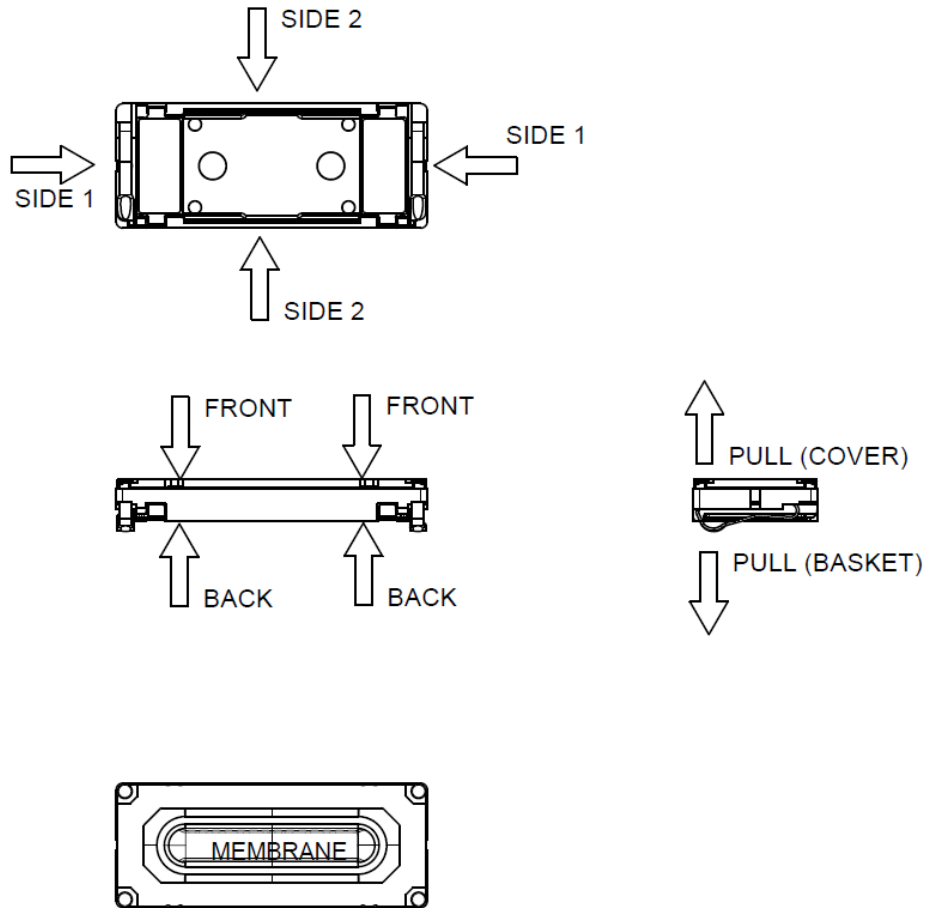 SIDE 2
SIDE 1
SIDE 1
SIDE 2
FRONT
FRONT
PULL (COVER)
PULL (BASKET)
BACK
BACK
MEMBRANE